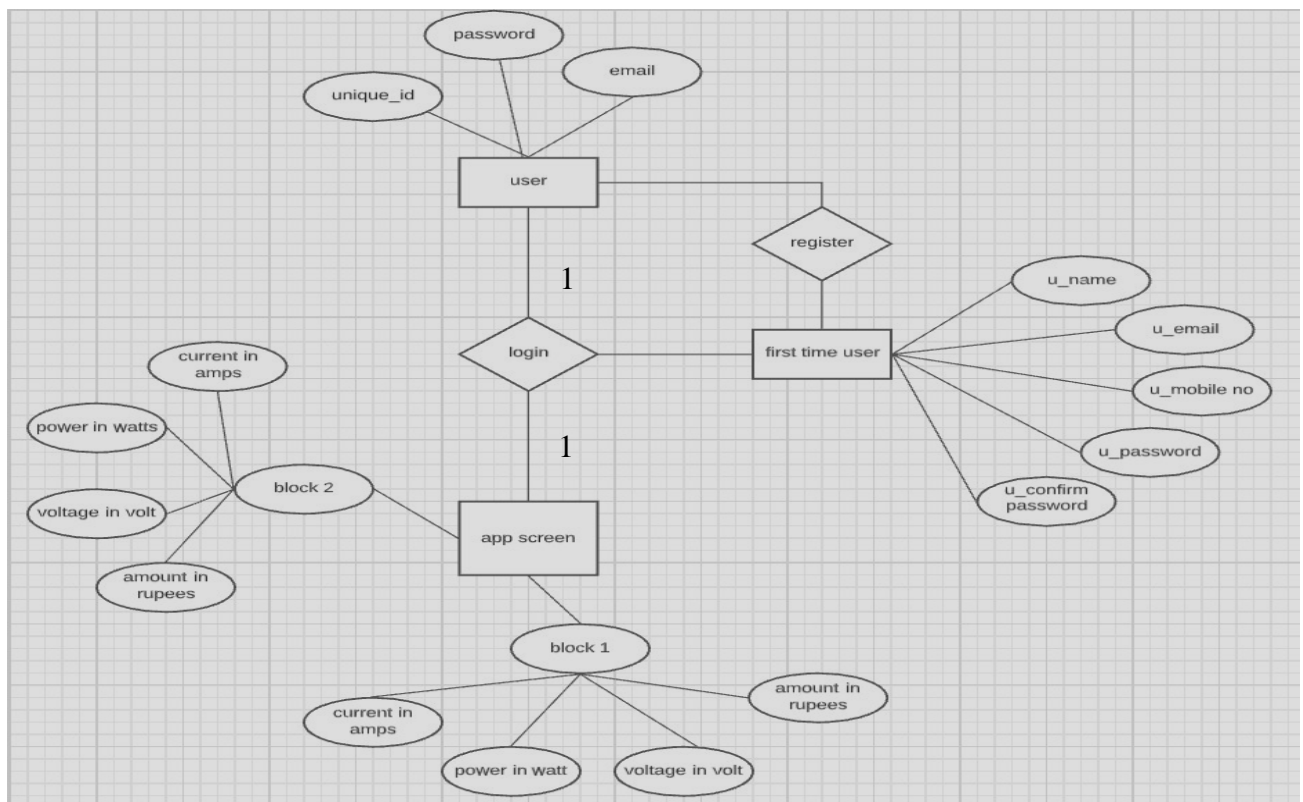 password
email
unique_id
user
register
1
u_name
u_email
login
first time user
current in
amps
u_mobile no
power in watts
1
u_password
block 2
u_confirm
password
voltage in volt
app screen
amount in
rupees
block 1
amount in
rupees
current in
amps
power in watt
voltage in volt